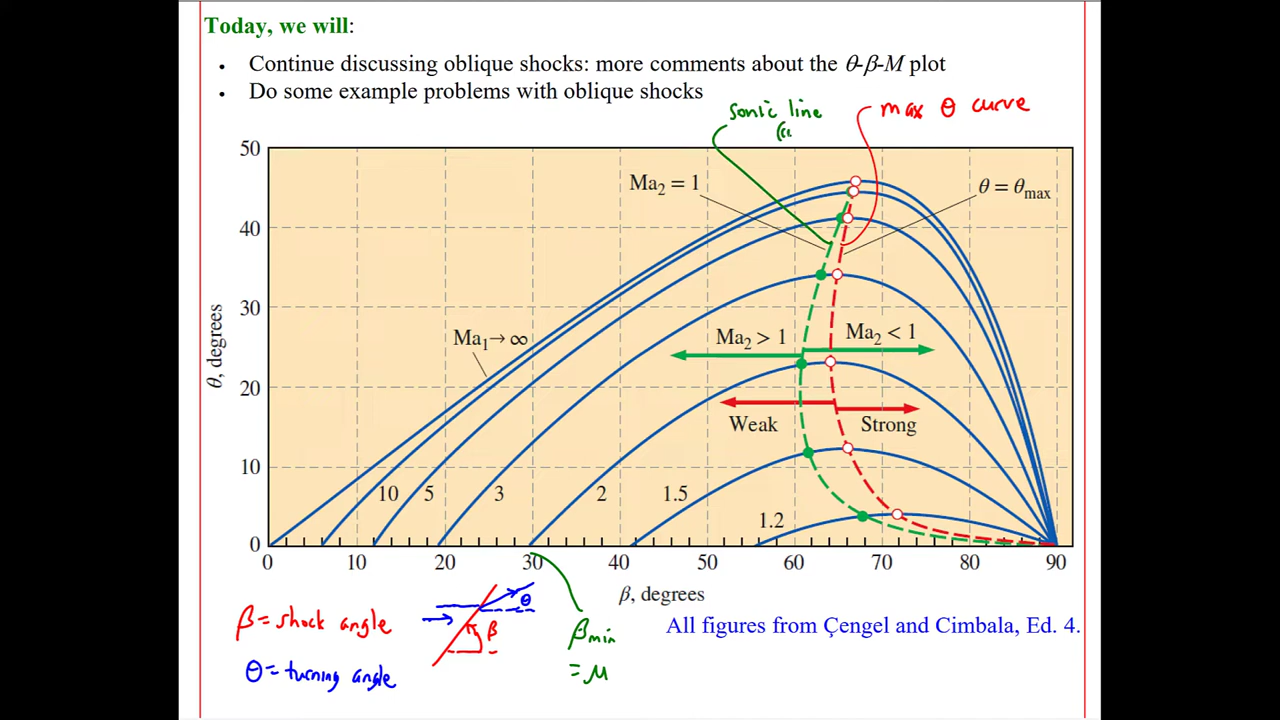 Today, we will:
• Continue discussing oblique shocks: more comments about the θ-β-M plot
• Do some example problems with oblique shocks
sonic line
max θ curve
50
40
30
20
10
0
θ, degrees
Ma₂ = 1
θ = θmax
Ma₁→ ∞
Ma₂ > 1
Ma₂ < 1
Weak
Strong
10
5
3
2
1.5
1.2
0
10
20
30
40
50
60
70
80
90
β, degrees
β = shock angle
θ = turning angle
θ
β
βmin
= μ
All figures from Çengel and Cimbala, Ed. 4.